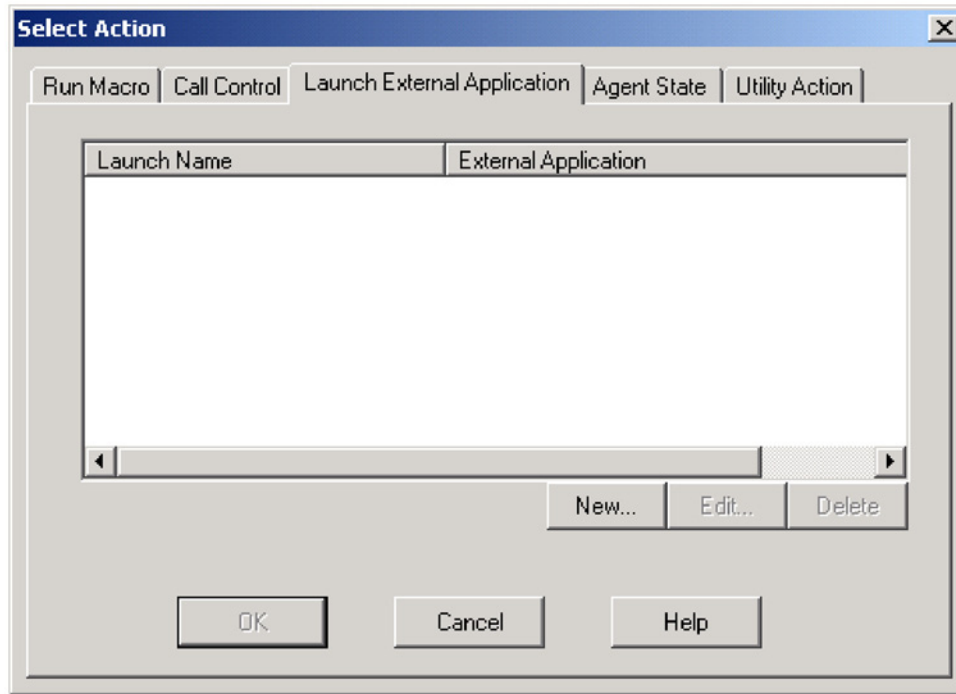 Select Action
Run Macro Call Control Launch External Application Agent State Utility Action
Launch Name External Application
New... Edit... Delete
OK Cancel Help